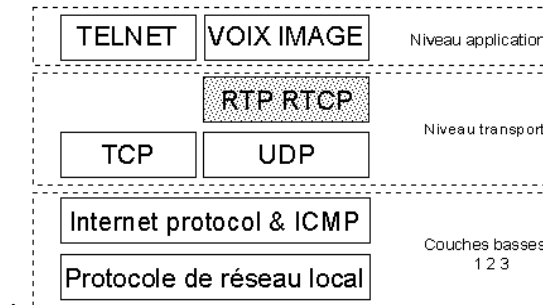 TELNET VOIX IMAGE Niveau application
RTP RTCP
Niveau transport
TCP UDP
Internet protocol & ICMP
Couches basses
1 2 3
Protocole de réseau local